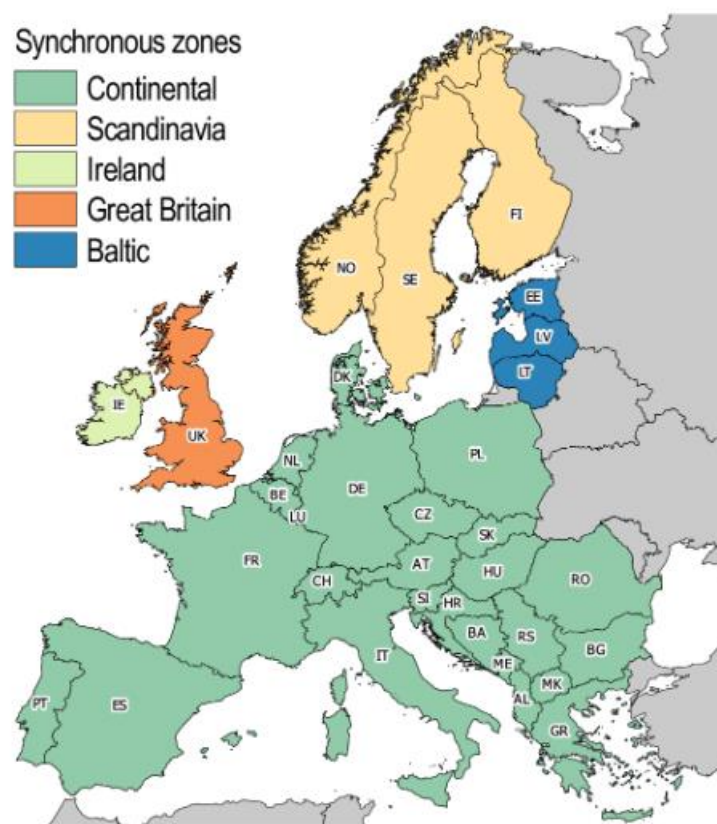 Synchronous zones
Continental
Scandinavia
Ireland
Great Britain
Baltic
FI
NO
SE
EE
LV
LT
DK
IE
UK
NL
PL
BE
DE
LU
CZ
SK
FR
AT
HU
CH
RO
SI
HR
BA
RS
IT
BG
ME
MK
AL
PT
ES
GR